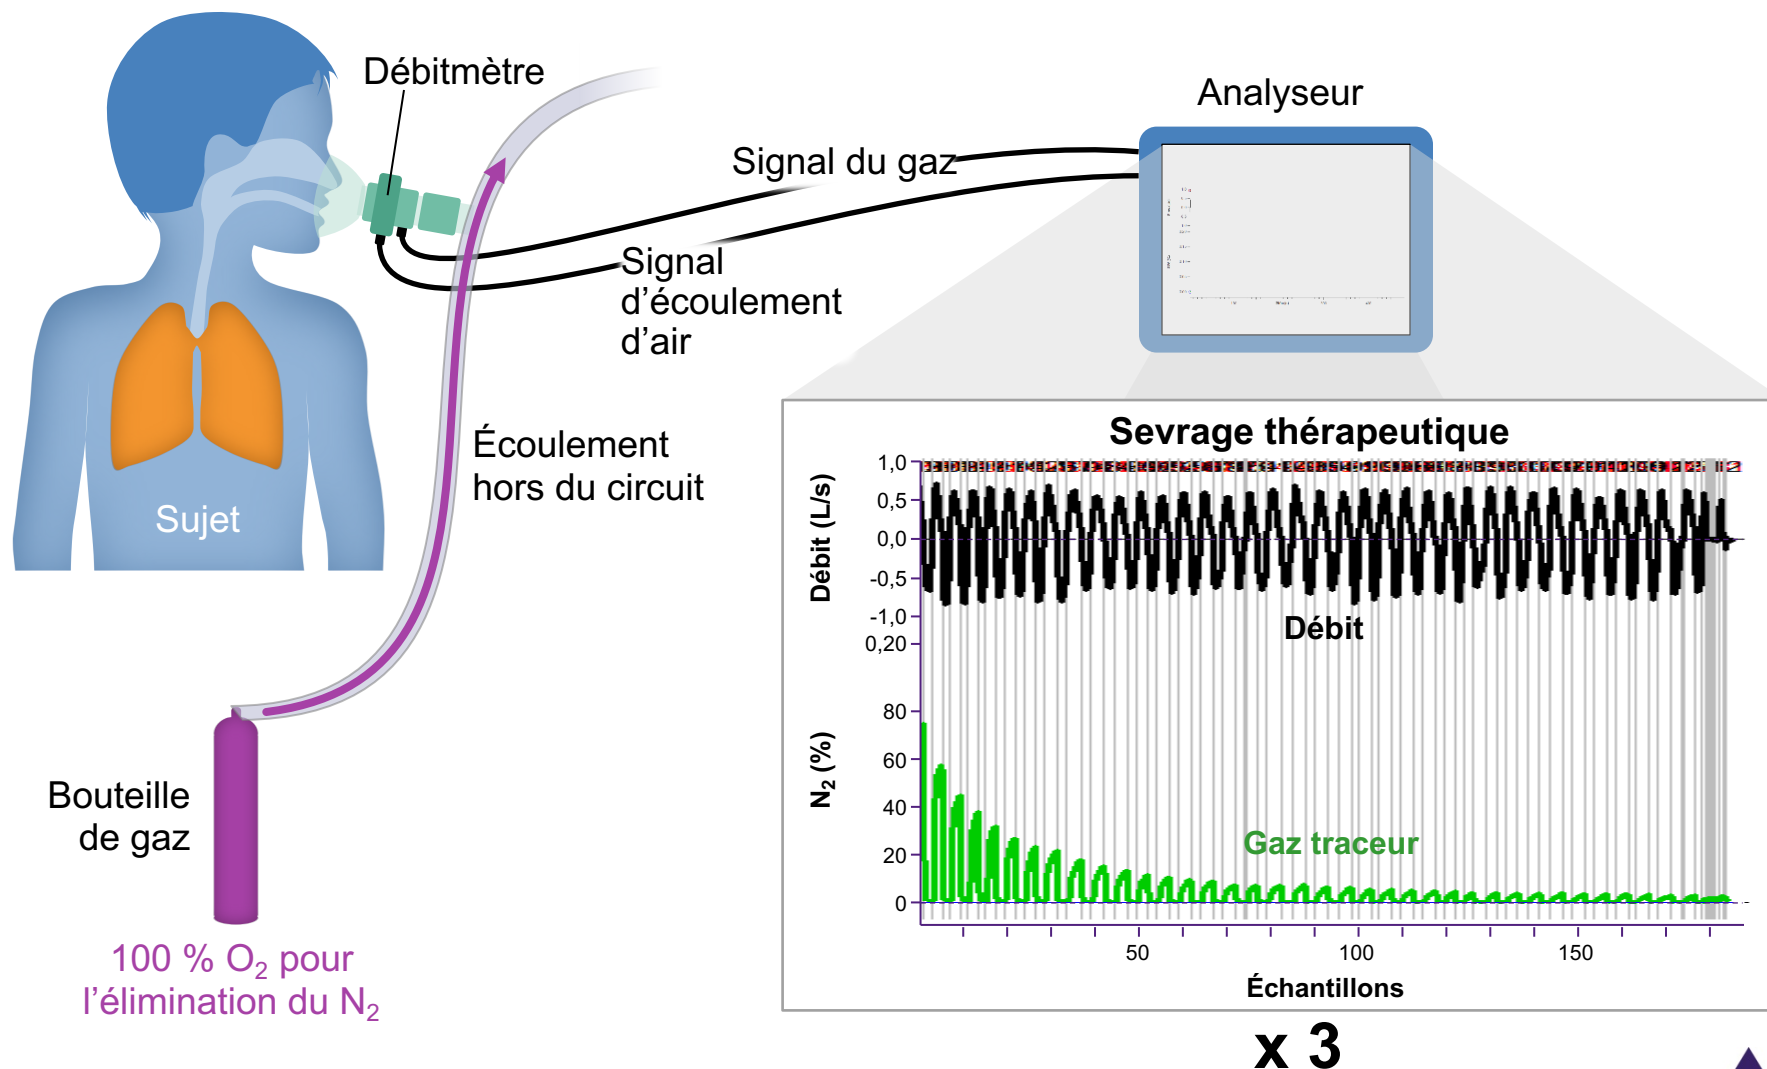 Débitmètre
Analyseur
Signal du gaz
Signal
d’écoulement
d’air
Écoulement
hors du circuit
Sujet
Bouteille
de gaz
100 % O₂ pour
l’élimination du N₂
Sevrage thérapeutique
Débit (L/s)
1,0
0,5
0,0
-0,5
-1,0
0,20
Débit
N₂ (%)
80
60
40
20
0
Gaz traceur
50
100
150
Échantillons
x 3